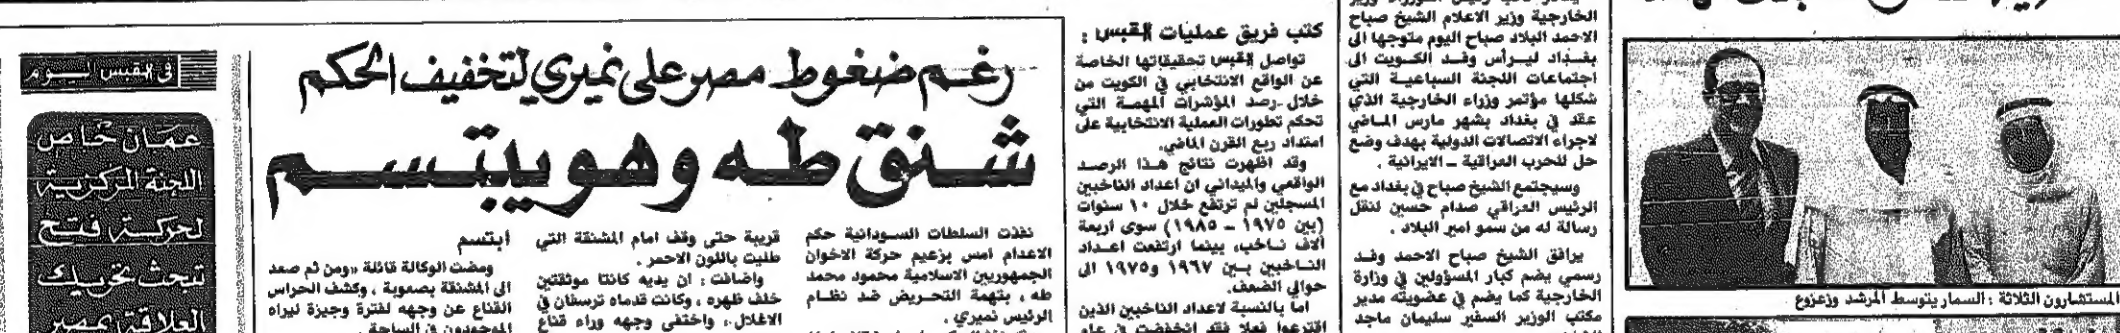 الخارجية وزير الاعلام الشيخ صباح
الاحمد البلاد صباح اليوم متوجها الى
بغداد ليرأس وفد الكويت الى
اجتماعات اللجنة السباعية التي
شكلها مؤتمر وزراء الخارجية الذي
عقد في بغداد بشهر مارس الماضي
لاجراء الاتصالات الدولية بهدف وضع
حل للحرب العراقية - الايرانية .
وسيجتمع الشيخ صباح في بغداد مع
الرئيس العراقي صدام حسين لنقل
رسالة له من سمو امير البلاد .
يرافق الشيخ صباح الاحمد وفد
رسمي يضم كبار المسؤولين في وزارة
الخارجية كما يضم في عضويته مدير
مكتب الوزير السفير سليمان ماجد
المستشارون الثلاثة : السمار يتوسط المرشد وزعزوع
كتب فريق عمليات القبس :
تواصل القبس تحقيقاتها الخاصة
عن الواقع الانتخابي في الكويت من
خلال رصد المؤشرات المهمة التي
تحكم تطورات العملية الانتخابية على
امتداد ربع القرن الماضي.
وقد اظهرت نتائج هذا الرصد
الواقعي والميداني ان اعداد الناخبين
المسجلين لم ترتفع خلال ١٠ سنوات
(بين ١٩٧٥ - ١٩٨٥) سوى اربعة
آلاف ناخب، بينما ارتفعت اعداد
الناخبين بين ١٩٦٧ و١٩٧٥ الى
حوالي الضعف.
اما بالنسبة لاعداد الناخبين الذين
اقترعوا فعلا فقد انخفضت في عام
رغم ضغوط مصر على نميري لتخفيف الحكم
شنق طه وهو يبتسم
نفذت السلطات السودانية حكم
الاعدام امس بزعيم حركة الاخوان
الجمهوريين الاسلامية محمود محمد
طه ، بتهمة التحريض ضد نظام
الرئيس نميري .
قريبة حتى وقف امام المشنقة التي
طليت باللون الاحمر .
واضافت : ان يديه كانتا موثقتين
خلف ظهره ، وكانت قدماه ترسفان في
الاغلال ، واختفى وجهه وراء قناع
ابتسم
ومضت الوكالة قائلة «ومن ثم صعد
الى المشنقة بصعوبة ، وكشف الحراس
القناع عن وجهه لفترة وجيزة ليراه
الموجودون في الساحة .
في القبس اليوم
عمان خاص
اللجنة المركزية
لحركة فتح
تبحث تحريك
العلاقة مع مصر